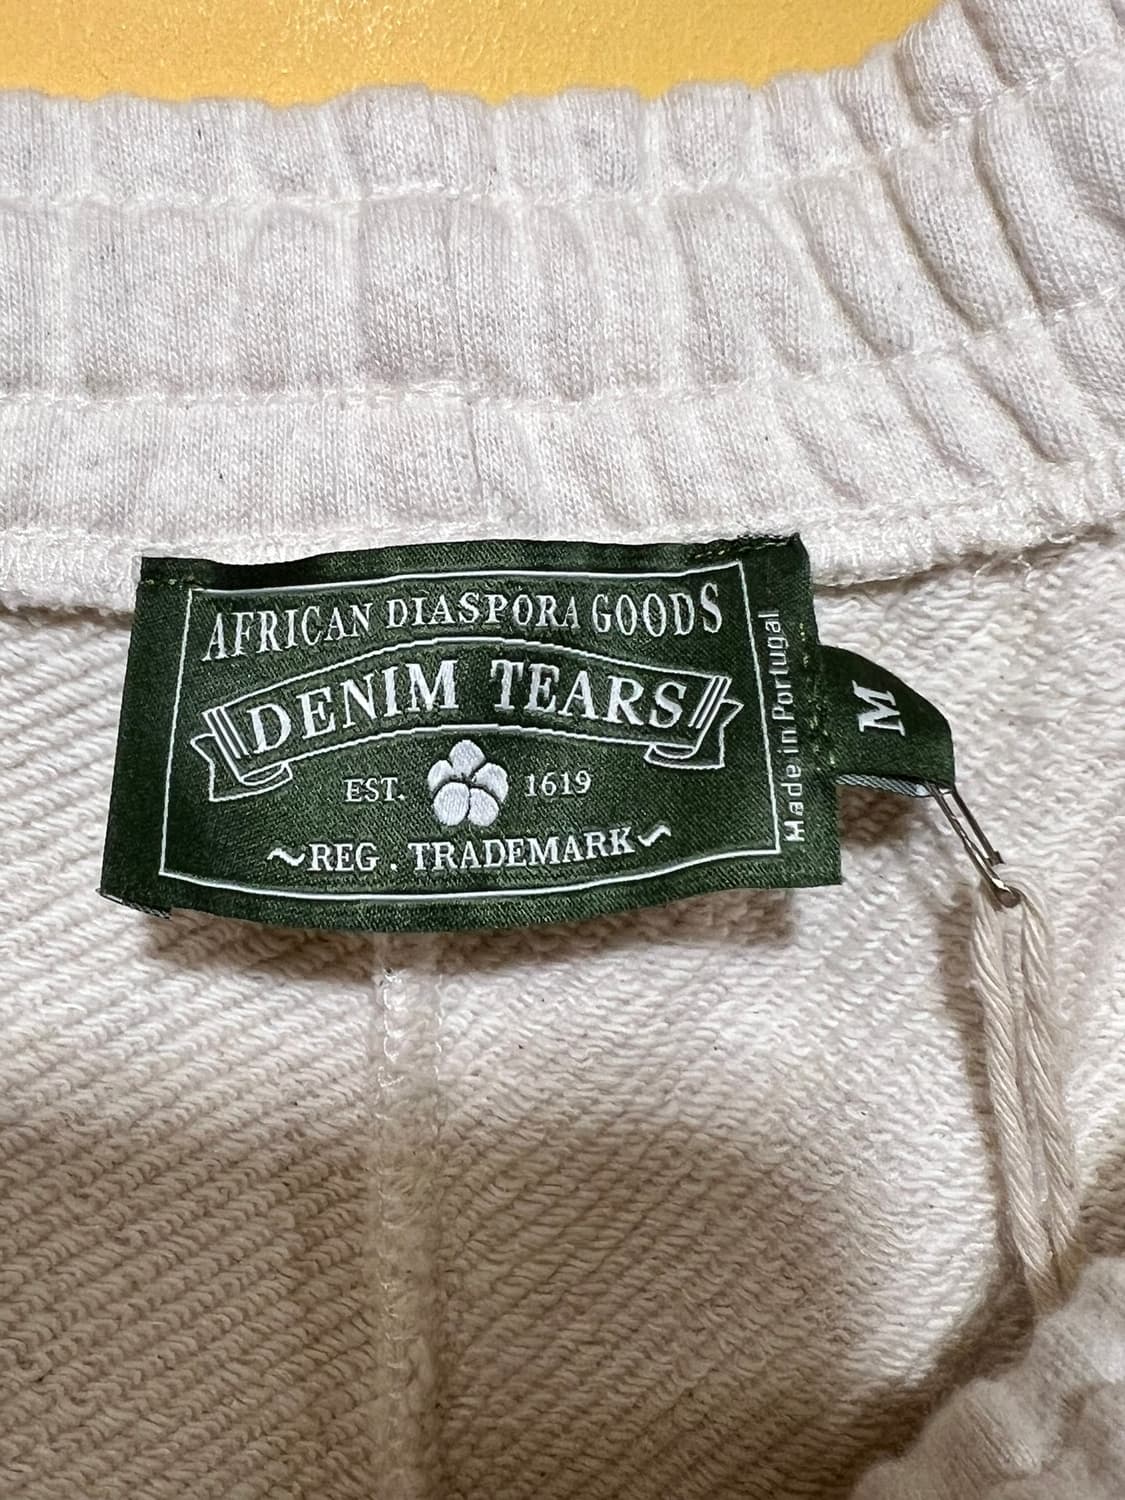 AFRICAN DIASPORA GOODS
DENIM TEARS
EST. 1619
~REG . TRADEMARK~
Made in Portugal
M